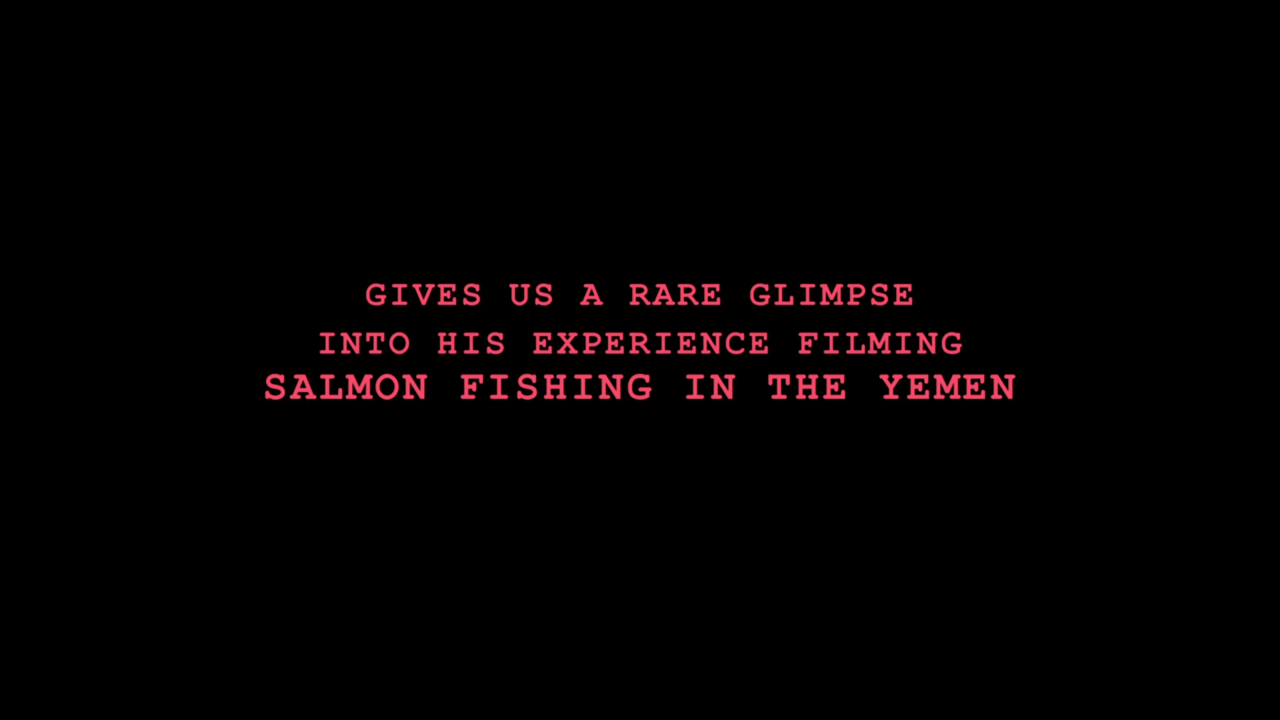 GIVES US A RARE GLIMPSE
INTO HIS EXPERIENCE FILMING
SALMON FISHING IN THE YEMEN